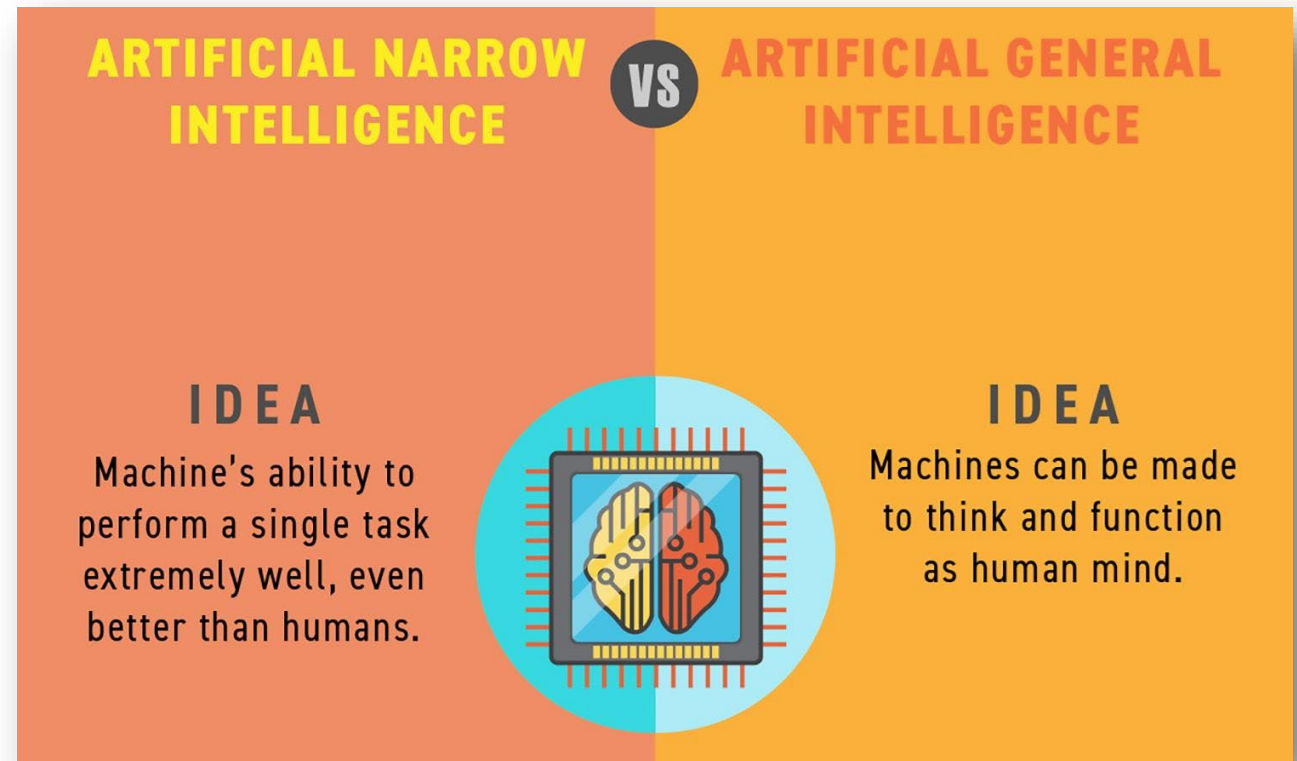 ARTIFICIAL NARROW
INTELLIGENCE
VS
ARTIFICIAL GENERAL
INTELLIGENCE
IDEA
Machine's ability to
perform a single task
extremely well, even
better than humans.
IDEA
Machines can be made
to think and function
as human mind.